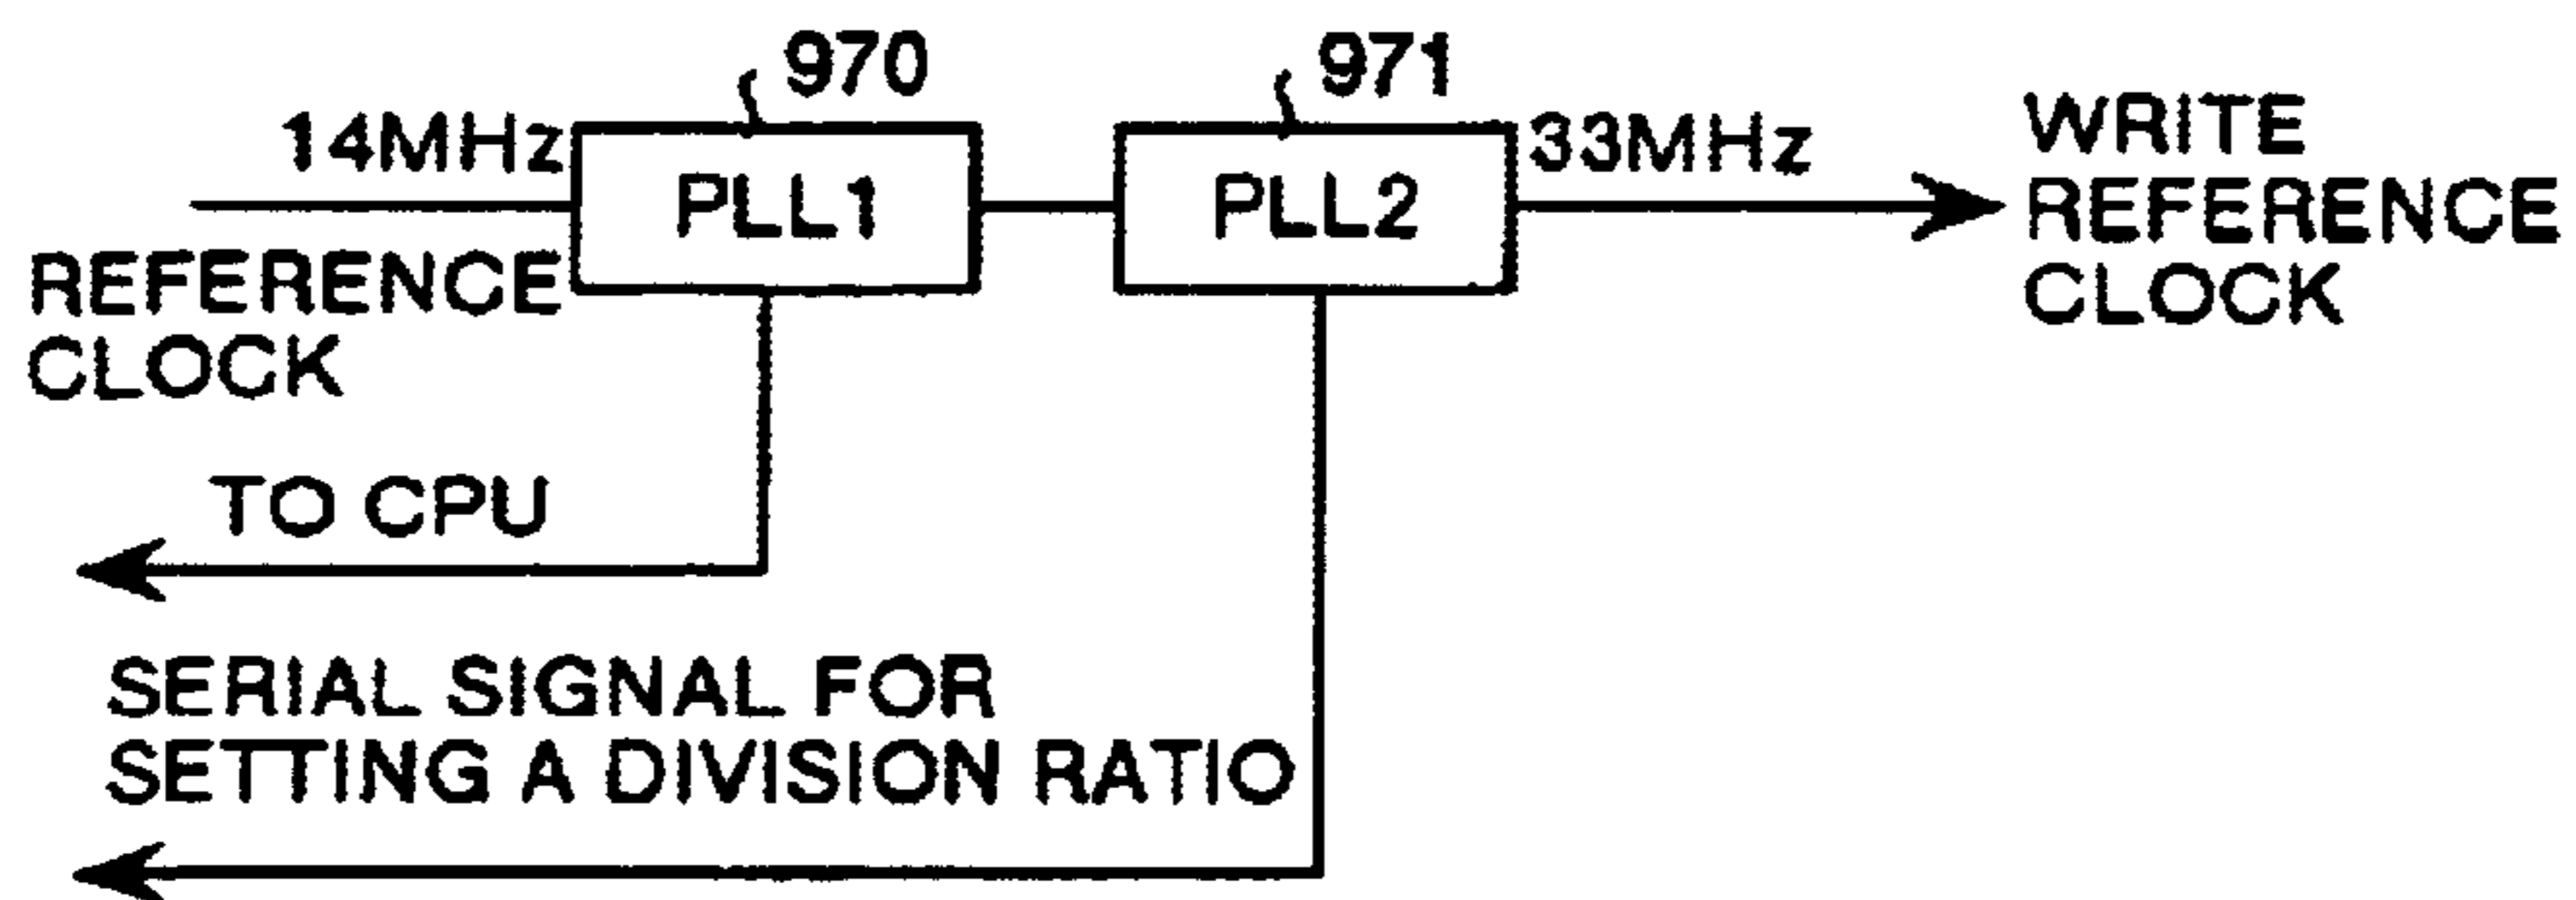 970
971
14MHz
PLL1
PLL2
33MHz
WRITE
REFERENCE
CLOCK
REFERENCE
CLOCK
TO CPU
SERIAL SIGNAL FOR
SETTING A DIVISION RATIO